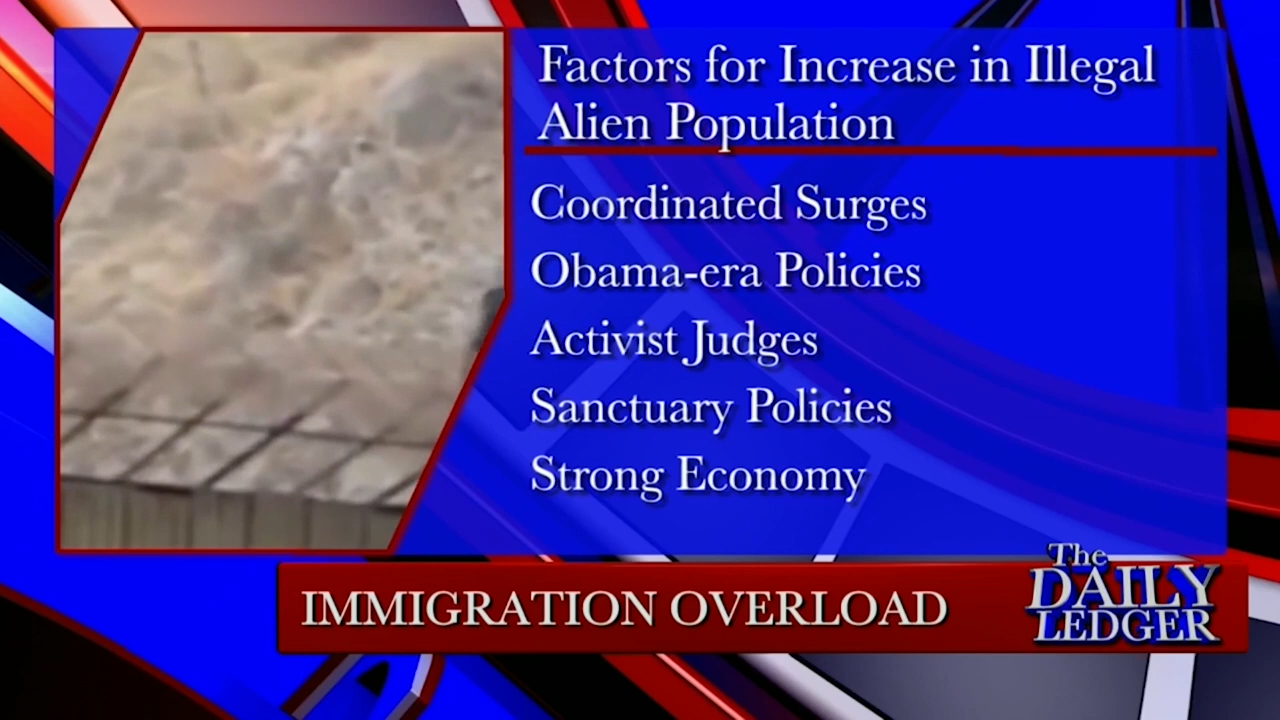 Factors for Increase in Illegal
Alien Population
Coordinated Surges
Obama-era Policies
Activist Judges
Sanctuary Policies
Strong Economy
IMMIGRATION OVERLOAD
The
DAILY
LEDGER